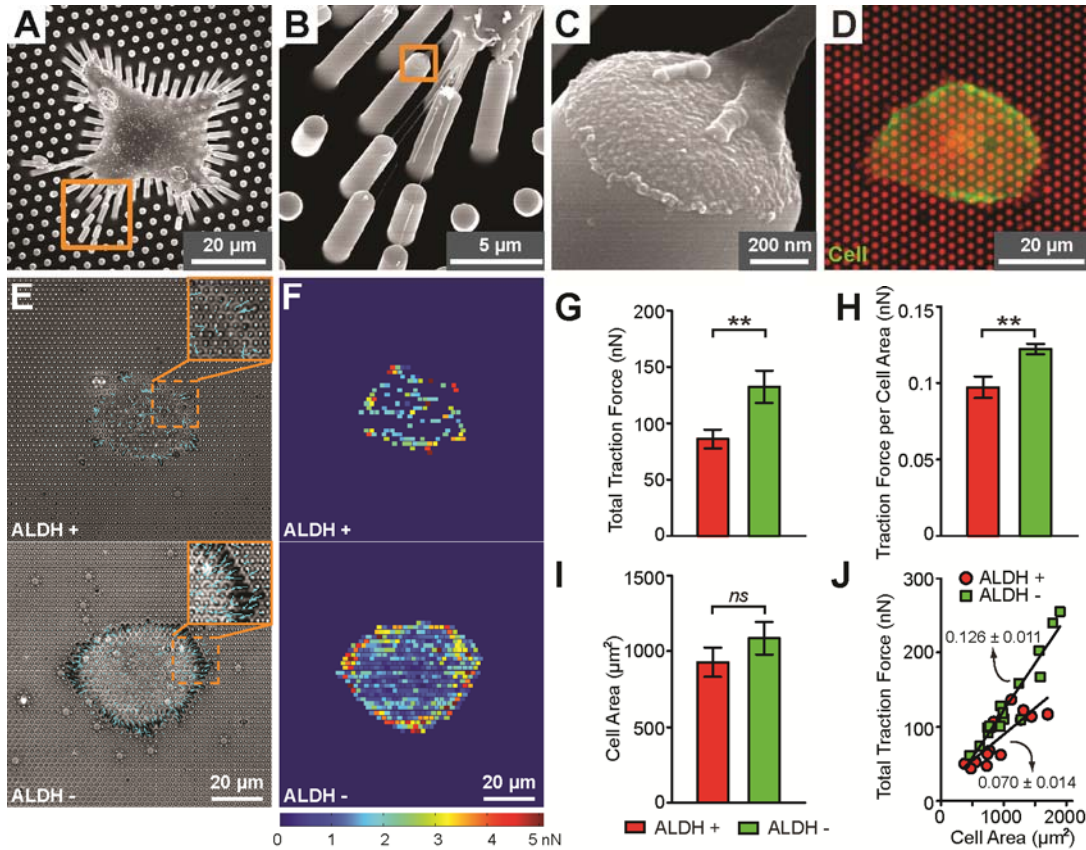 A
20 µm
B
5 µm
C
200 nm
D
Cell
20 µm
E
ALDH +
ALDH -
20 µm
F
ALDH +
ALDH -
20 µm
0 1 2 3 4 5 nN
G
Total Traction Force (nN)
200
150
100
50
0
**
H
Traction Force per Cell Area (nN)
0.15
0.1
0.05
0
**
I
Cell Area (µm²)
1500
1000
500
0
ns
ALDH + ALDH -
J
Total Traction Force (nN)
300
200
100
0
ALDH +
ALDH -
0.126 ± 0.011
0.070 ± 0.014
0 1000 2000
Cell Area (µm²)